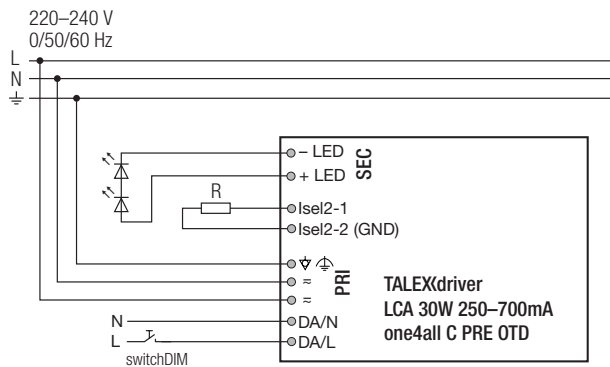 220–240 V
0/50/60 Hz
L
N
– LED
+ LED
SEC
R
Isel2-1
Isel2-2 (GND)
PRI
≂
≂
N
DA/N
L
DA/L
switchDIM
TALEXXdriver
LCA 30W 250–700mA
one4all C PRE OTD